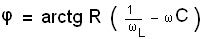 φ = arctg R ( 1/ω_L − ωC )